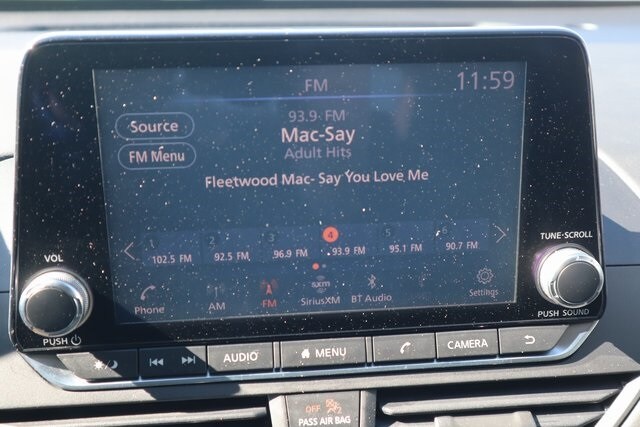 FM
11:59
93.9 FM
Source
Mac-Say
FM Menu
Adult Hits
Fleetwood Mac- Say You Love Me
1 2 3 4 5 6
102.5 FM 92.5 FM 96.9 FM 93.9 FM 95.1 FM 90.7 FM
Phone AM FM sxm SiriusXM BT Audio Settings
VOL
PUSH
TUNE·SCROLL
PUSH SOUND
AUDIO MENU CAMERA
OFF
PASS AIR BAG